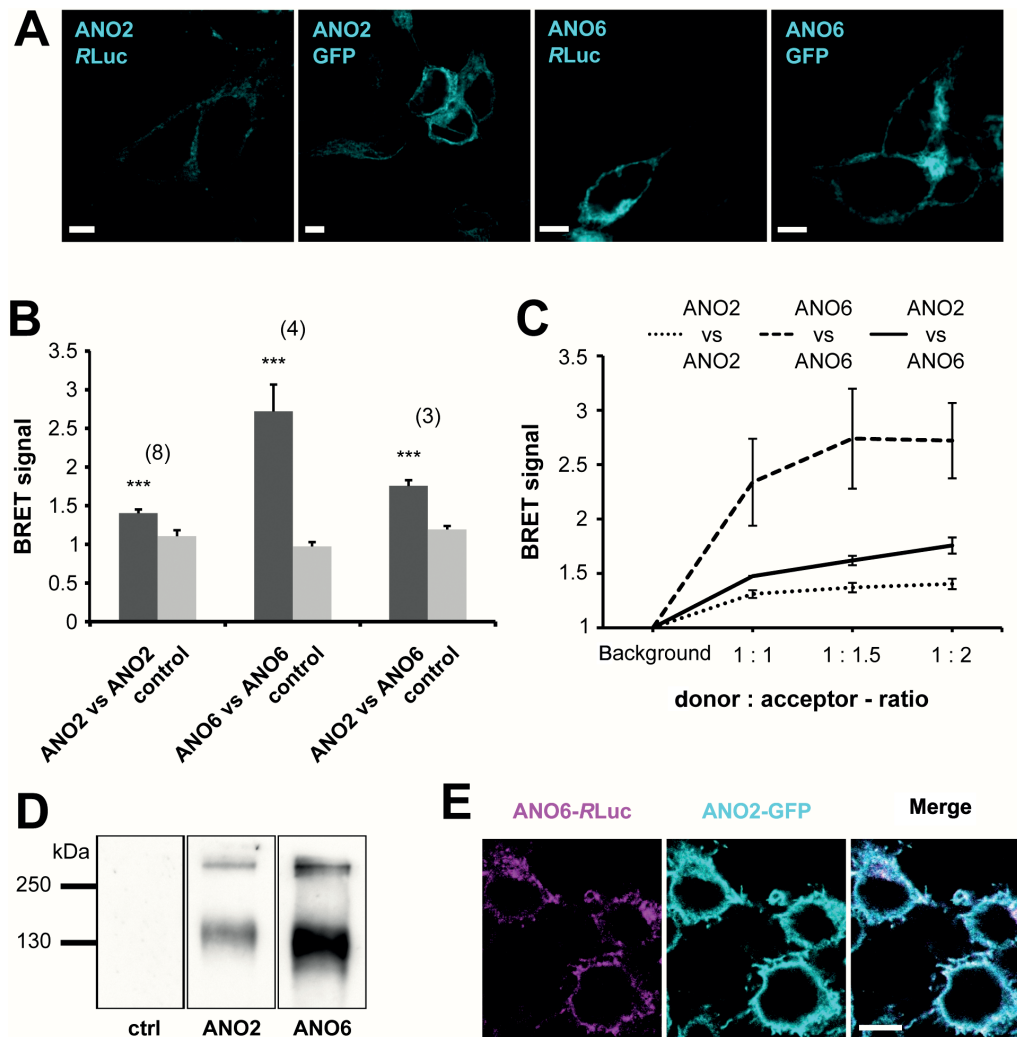 A
ANO2
RLuc
ANO2
GFP
ANO6
RLuc
ANO6
GFP
B
BRET signal
3.5
3
2.5
2
1.5
1
0.5
0
(8)
***
(4)
***
(3)
***
ANO2 vs ANO2
control
ANO6 vs ANO6
control
ANO2 vs ANO6
control
C
ANO2 ANO6 ANO2
vs vs vs
ANO2 ANO6 ANO6
BRET signal
3.5
3
2.5
2
1.5
1
Background 1 : 1 1 : 1.5 1 : 2
donor : acceptor - ratio
D
kDa
250
130
ctrl ANO2 ANO6
E
ANO6-RLuc ANO2-GFP Merge